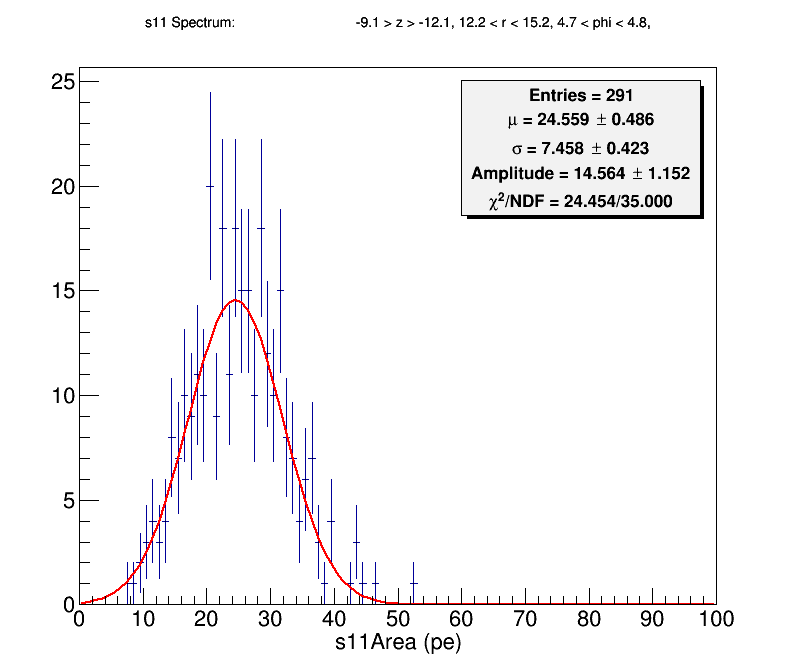 s11 Spectrum: -9.1 > z > -12.1, 12.2 < r < 15.2, 4.7 < phi < 4.8,
Entries = 291
μ = 24.559 ± 0.486
σ = 7.458 ± 0.423
Amplitude = 14.564 ± 1.152
χ²/NDF = 24.454/35.000
25
20
15
10
5
0
0 10 20 30 40 50 60 70 80 90 100
s11Area (pe)